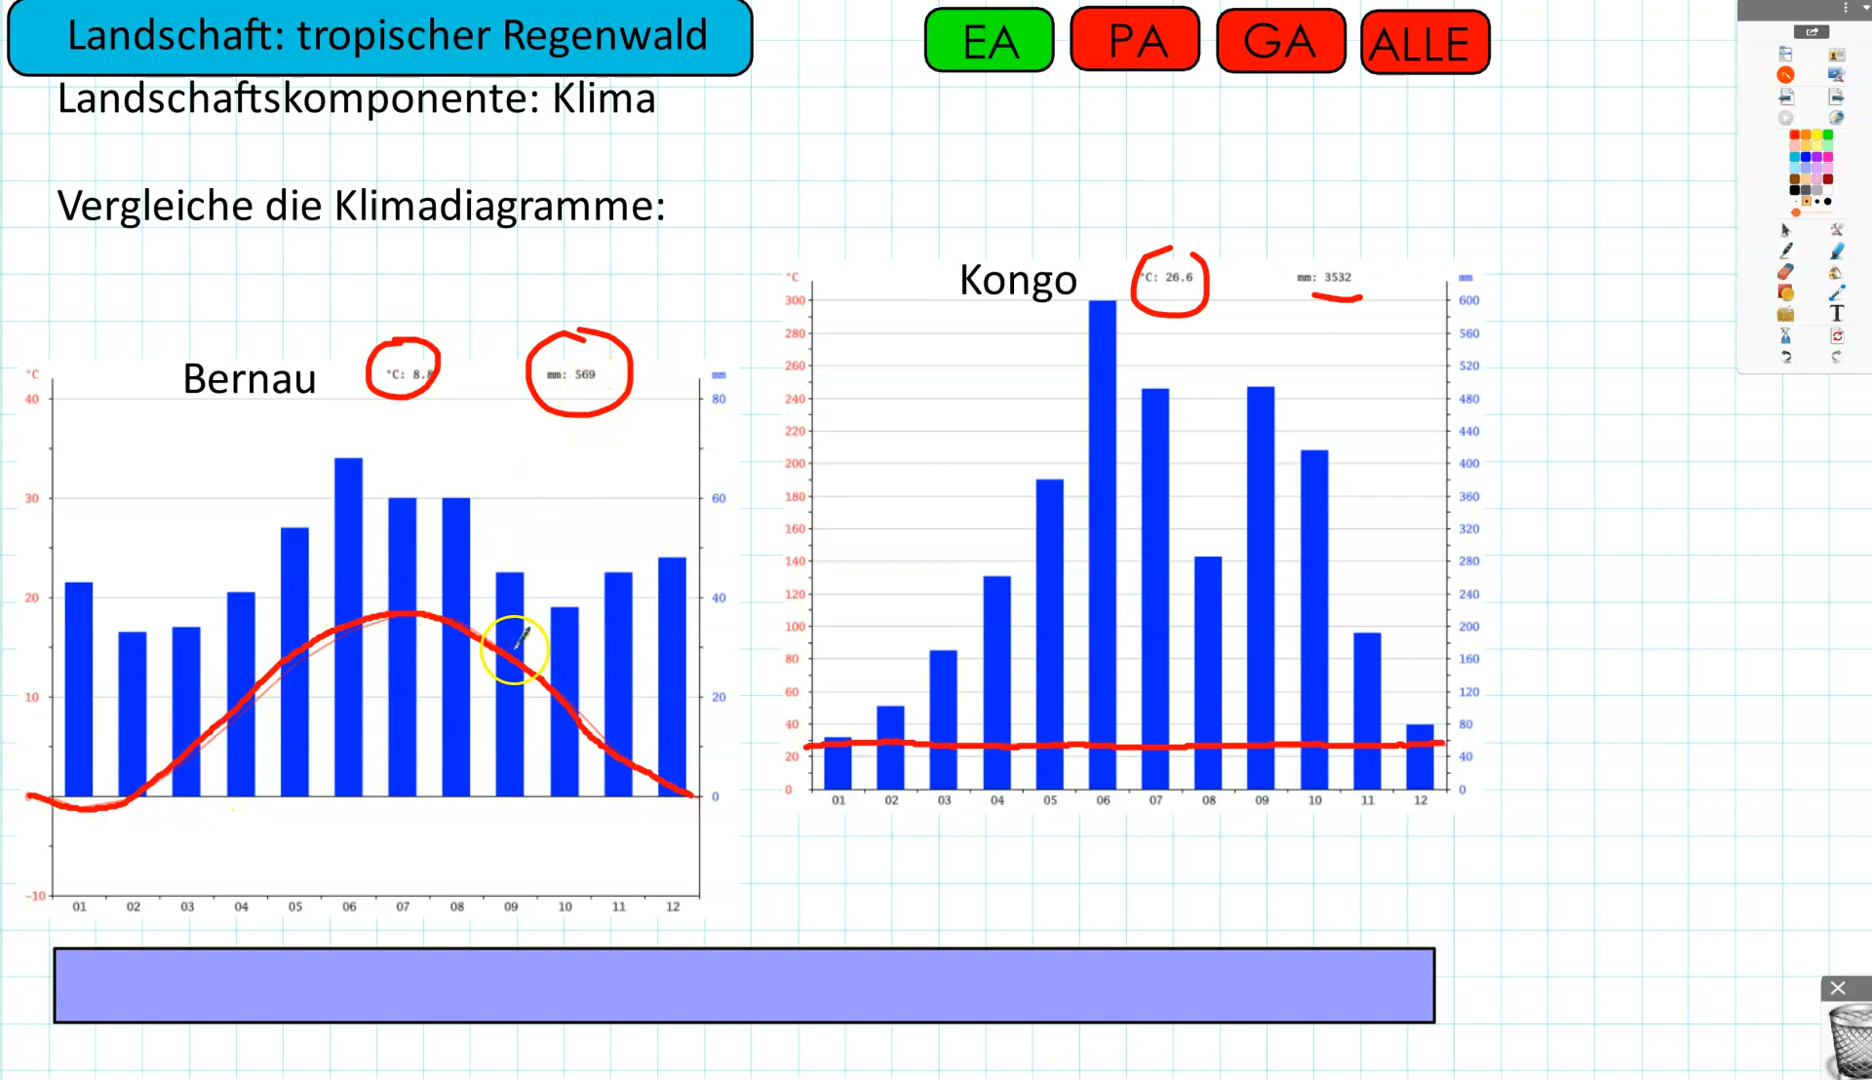 Landschaft: tropischer Regenwald
EA PA GA ALLE
Landschaftskomponente: Klima
Vergleiche die Klimadiagramme:
Bernau
°C: 8.8
mm: 569
°C
mm
40
30
20
10
-10
80
60
40
20
0
01 02 03 04 05 06 07 08 09 10 11 12
Kongo
°C: 26.6
mm: 3532
°C
mm
300
280
260
240
220
200
180
160
140
120
100
80
60
40
20
0
600
560
520
480
440
400
360
320
280
240
200
160
120
80
40
0
01 02 03 04 05 06 07 08 09 10 11 12
T